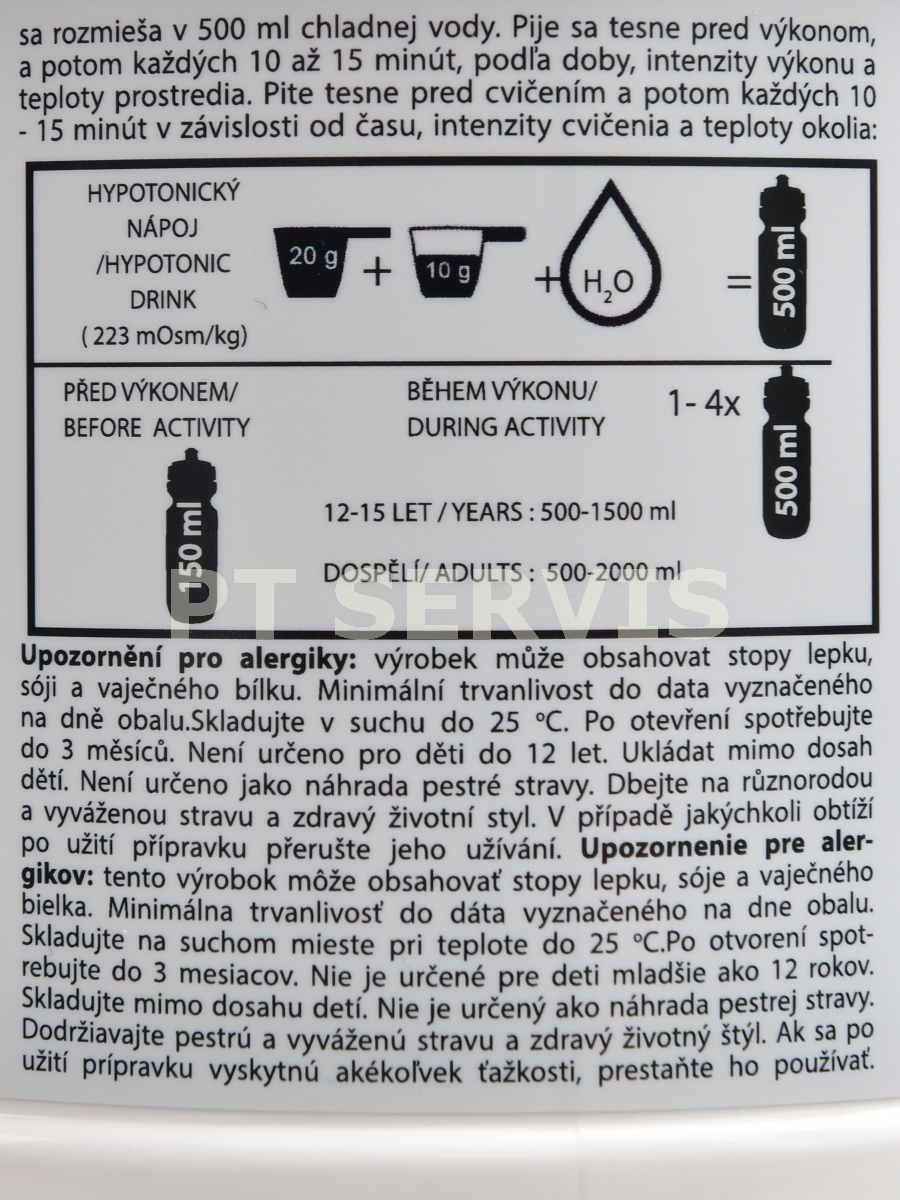 sa rozmieša v 500 ml chladnej vody. Pije sa tesne pred výkonom,
a potom každých 10 až 15 minút, podľa doby, intenzity výkonu a
teploty prostredia. Pite tesne pred cvičením a potom každých 10
- 15 minút v závislosti od času, intenzity cvičenia a teploty okolia:
HYPOTONICKÝ
NÁPOJ
/HYPOTONIC
DRINK
( 223 mOsm/kg)
20 g
+
10 g
+
H₂O
=
500 ml
PŘED VÝKONEM/
BEFORE ACTIVITY
150 ml
BĚHEM VÝKONU/
DURING ACTIVITY
1- 4x
500 ml
12-15 LET / YEARS : 500-1500 ml
DOSPĚLÍ/ ADULTS : 500-2000 ml
PT SERVIS
Upozornění pro alergiky: výrobek může obsahovat stopy lepku,
sóji a vaječného bílku. Minimální trvanlivost do data vyznačeného
na dně obalu.Skladujte v suchu do 25 ºC. Po otevření spotřebujte
do 3 měsíců. Není určeno pro děti do 12 let. Ukládat mimo dosah
dětí. Není určeno jako náhrada pestré stravy. Dbejte na různorodou
a vyváženou stravu a zdravý životní styl. V případě jakýchkoli obtíží
po užití přípravku přerušte jeho užívání. Upozornenie pre aler-
gikov: tento výrobok môže obsahovať stopy lepku, sóje a vaječného
bielka. Minimálna trvanlivosť do dáta vyznačeného na dne obalu.
Skladujte na suchom mieste pri teplote do 25 ºC.Po otvorení spot-
rebujte do 3 mesiacov. Nie je určené pre deti mladšie ako 12 rokov.
Skladujte mimo dosahu detí. Nie je určený ako náhrada pestrej stravy.
Dodržiavajte pestrú a vyváženú stravu a zdravý životný štýl. Ak sa po
užití prípravku vyskytnú akékoľvek ťažkosti, prestaňte ho používať.